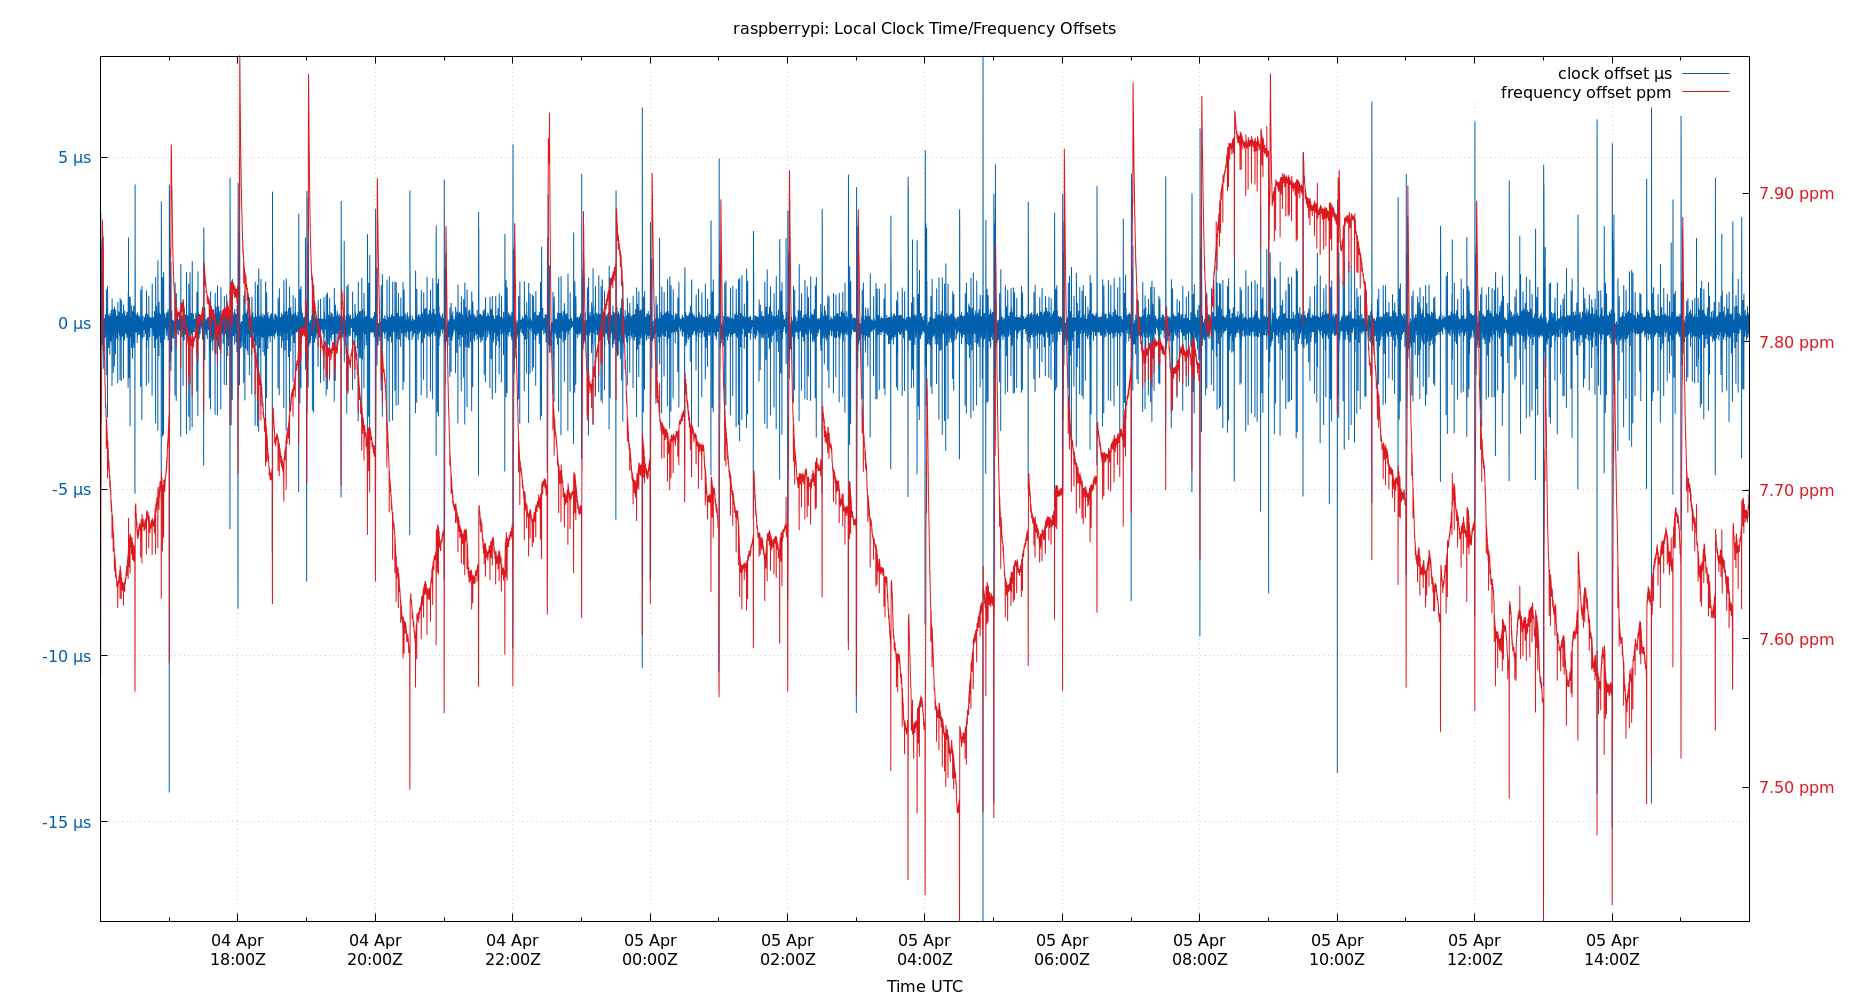 raspberrypi: Local Clock Time/Frequency Offsets
clock offset µs
frequency offset ppm
5 µs
0 µs
-5 µs
-10 µs
-15 µs
7.90 ppm
7.80 ppm
7.70 ppm
7.60 ppm
7.50 ppm
04 Apr
18:00Z
04 Apr
20:00Z
04 Apr
22:00Z
05 Apr
00:00Z
05 Apr
02:00Z
05 Apr
04:00Z
05 Apr
06:00Z
05 Apr
08:00Z
05 Apr
10:00Z
05 Apr
12:00Z
05 Apr
14:00Z
Time UTC